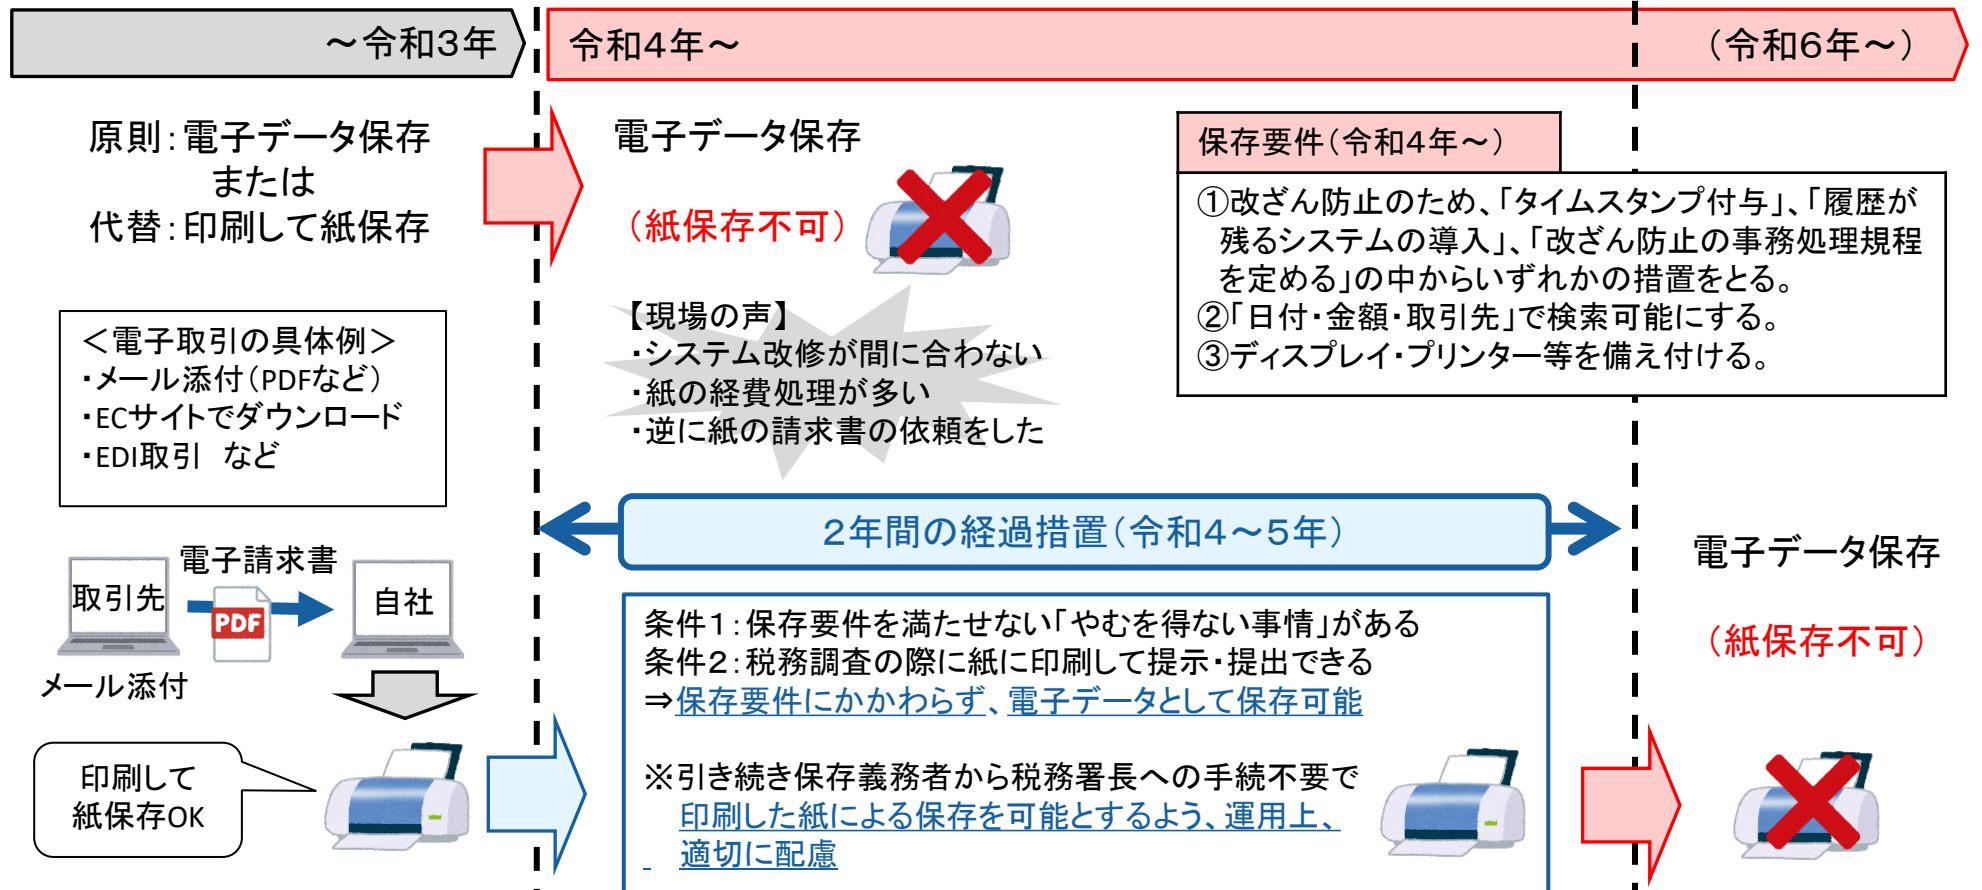 ～令和３年
令和４年～
（令和６年～）
原則：電子データ保存
または
代替：印刷して紙保存
電子データ保存
（紙保存不可）
保存要件（令和４年～）
①改ざん防止のため、「タイムスタンプ付与」、「履歴が
残るシステムの導入」、「改ざん防止の事務処理規程
を定める」の中からいずれかの措置をとる。
②「日付・金額・取引先」で検索可能にする。
③ディスプレイ・プリンター等を備え付ける。
＜電子取引の具体例＞
・メール添付（PDFなど）
・ECサイトでダウンロード
・EDI取引　など
【現場の声】
・システム改修が間に合わない
・紙の経費処理が多い
・逆に紙の請求書の依頼をした
２年間の経過措置（令和４～５年）
電子請求書
取引先
PDF
自社
メール添付
印刷して
紙保存OK
条件１：保存要件を満たせない「やむを得ない事情」がある
条件２：税務調査の際に紙に印刷して提示・提出できる
⇒保存要件にかかわらず、電子データとして保存可能
※引き続き保存義務者から税務署長への手続不要で
印刷した紙による保存を可能とするよう、運用上、
適切に配慮
電子データ保存
（紙保存不可）